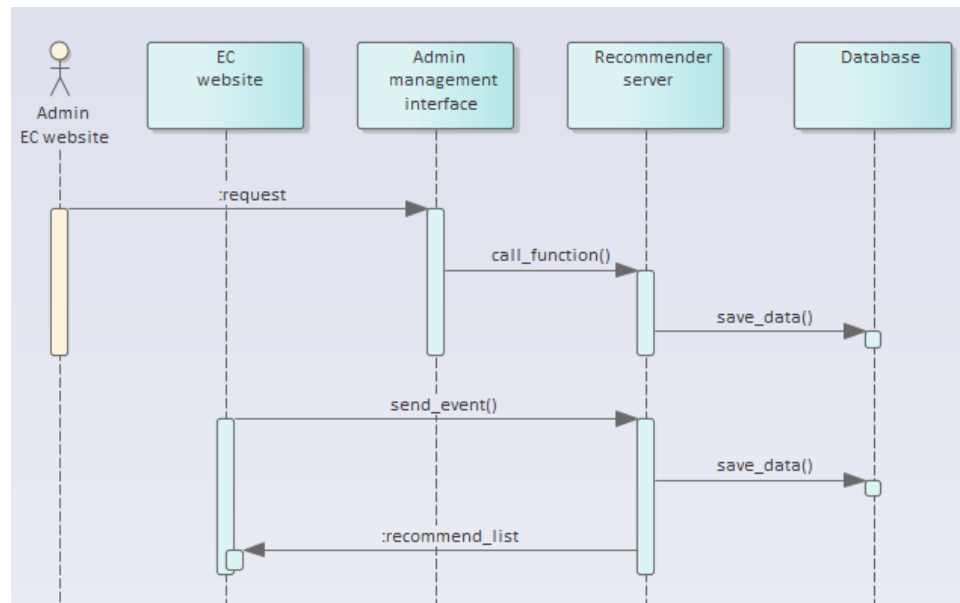 EC
website
Admin
management
interface
Recommender
server
Database
Admin
EC website
:request
call_function()
save_data()
send_event()
save_data()
:recommend_list